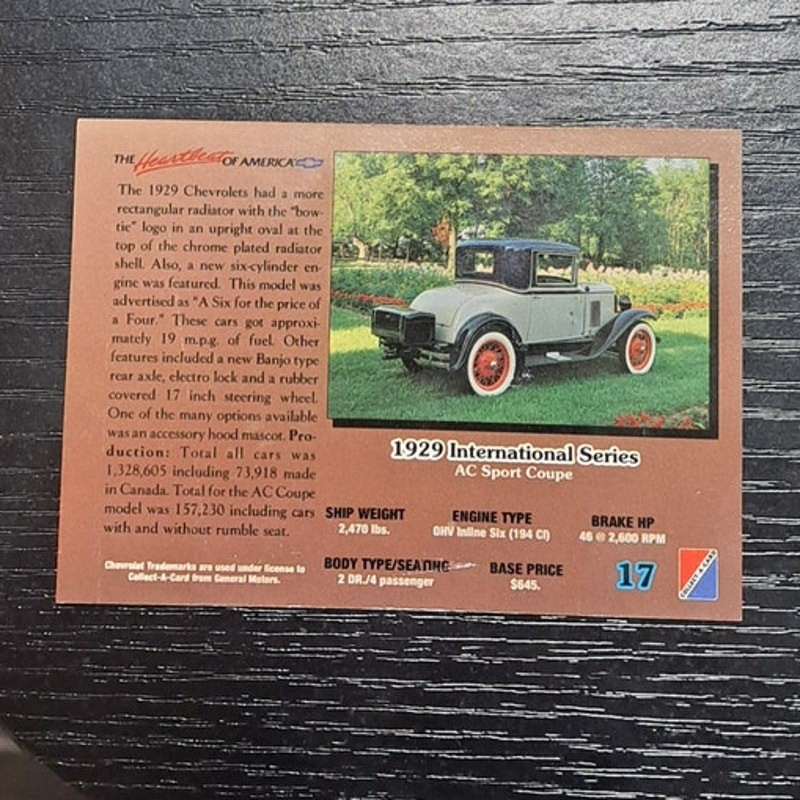 THE Heartbeat OF AMERICA
The 1929 Chevrolets had a more
rectangular radiator with the "bow-
tie" logo in an upright oval at the
top of the chrome plated radiator
shell. Also, a new six-cylinder en-
gine was featured. This model was
advertised as "A Six for the price of
a Four." These cars got approxi-
mately 19 m.p.g. of fuel. Other
features included a new Banjo type
rear axle, electro lock and a rubber
covered 17 inch steering wheel.
One of the many options available
was an accessory hood mascot. Pro-
duction: Total all cars was
1,328,605 including 73,918 made
in Canada. Total for the AC Coupe
model was 157,230 including cars
with and without rumble seat.
Chevrolet Trademarks are used under license to
Collect-A-Card from General Motors.
1929 International Series
AC Sport Coupe
SHIP WEIGHT
2,470 lbs.
ENGINE TYPE
OHV Inline Six (194 CI)
BRAKE HP
46 @ 2,600 RPM
BODY TYPE/SEATING
2 DR./4 passenger
BASE PRICE
$645.
17
COLLECT-A-CARD